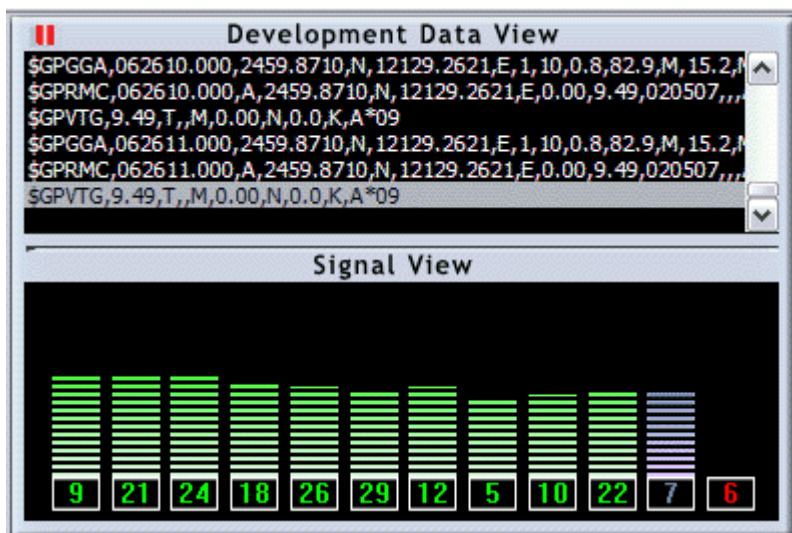 Development Data View
$GPGGA,062610.000,2459.8710,N,12129.2621,E,1,10,0.8,82.9,M,15.2,
$GPRMC,062610.000,A,2459.8710,N,12129.2621,E,0.00,9.49,020507,,,
$GPVTG,9.49,T,,M,0.00,N,0.0,K,A*09
$GPGGA,062611.000,2459.8710,N,12129.2621,E,1,10,0.8,82.9,M,15.2,
$GPRMC,062611.000,A,2459.8710,N,12129.2621,E,0.00,9.49,020507,,,
$GPVTG,9.49,T,,M,0.00,N,0.0,K,A*09
Signal View
9 21 24 18 26 29 12 5 10 22 7 6